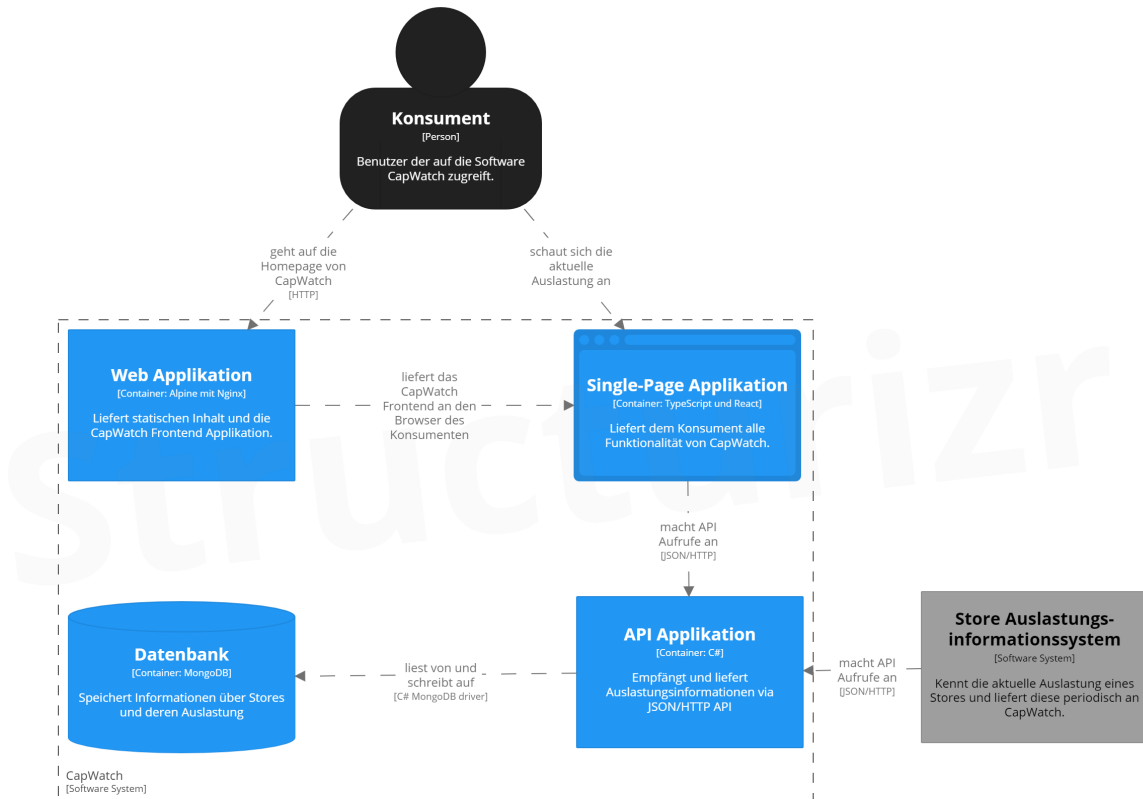 Konsument
[Person]
Benutzer der auf die Software
CapWatch zugreift.
geht auf die
Homepage von
CapWatch
[HTTP]
schaut sich die
aktuelle
Auslastung an
Web Applikation
[Container: Alpine mit Nginx]
Liefert statischen Inhalt und die
CapWatch Frontend Applikation.
liefert das
CapWatch
Frontend an den
Browser des
Konsumenten
Single-Page Applikation
[Container: TypeScript und React]
Liefert dem Konsument alle
Funktionalität von CapWatch.
structurizr
macht API
Aufrufe an
[JSON/HTTP]
Datenbank
[Container: MongoDB]
Speichert Informationen über Stores
und deren Auslastung
liest von und
schreibt auf
[C# MongoDB driver]
API Applikation
[Container: C#]
Empfängt und liefert
Auslastungsinformationen via
JSON/HTTP API
macht API
Aufrufe an
[JSON/HTTP]
Store Auslastungs-
informationssystem
[Software System]
Kennt die aktuelle Auslastung eines
Stores und liefert diese periodisch an
CapWatch.
CapWatch
[Software System]